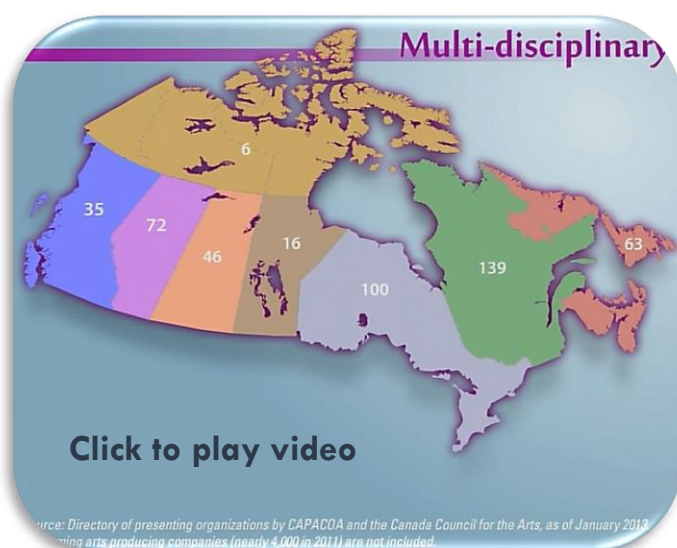 Multi-disciplinary
6
35
72
46
16
100
139
63
Click to play video
Directory of presenting organizations by CAPACOA and the Canada Council for the Arts, as of January 2013.
arts producing companies (nearly 4,000 in 2011) are not included.